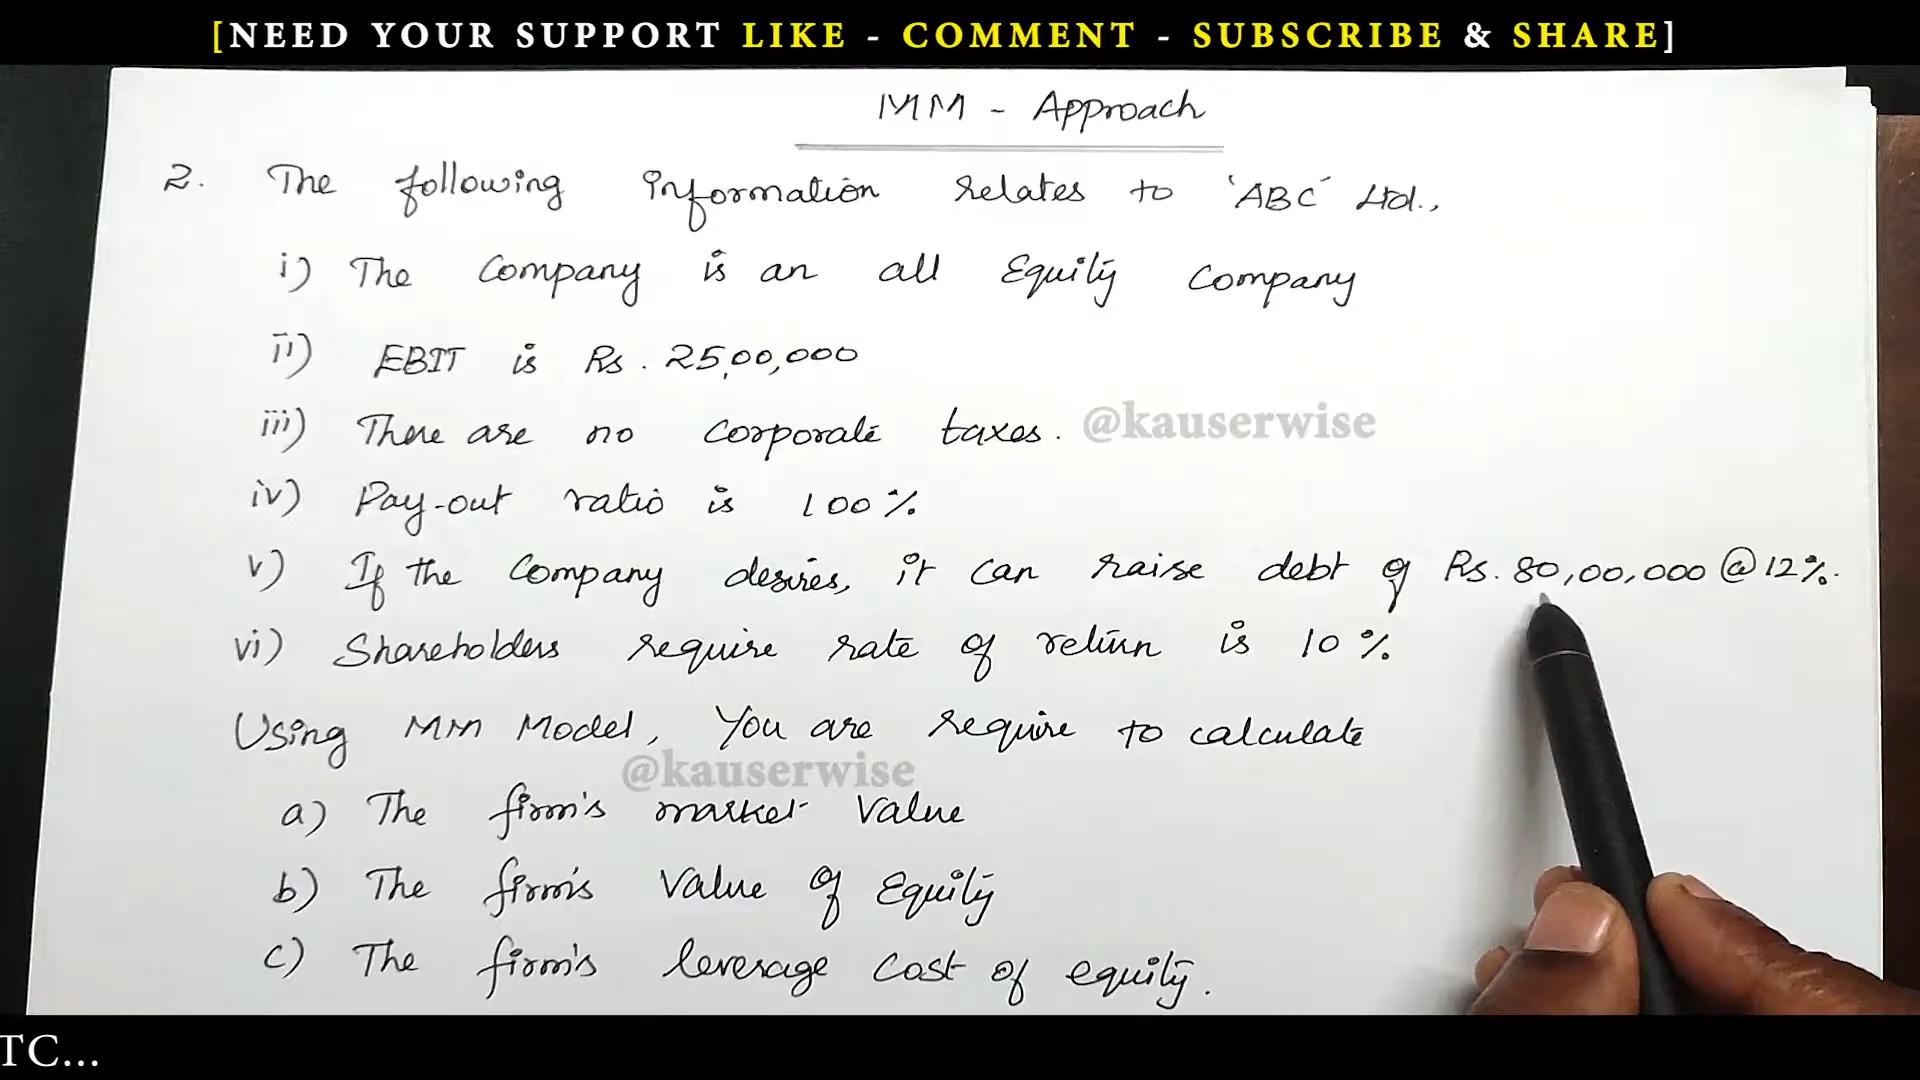 [NEED YOUR SUPPORT LIKE - COMMENT - SUBSCRIBE & SHARE]
MM - Approach
2. The following information relates to 'ABC' Ltd.,
i) The Company is an all Equity Company
ii) EBIT is Rs. 25,00,000
iii) There are no corporate taxes. @kauserwise
iv) Pay-out ratio is 100%
v) If the Company desires, it can raise debt of Rs. 80,00,000 @ 12%.
vi) Shareholders require rate of return is 10%.
Using MM Model, You are require to calculate
@kauserwise
a) The firm's market value
b) The firm's Value of Equity
c) The firm's leverage cost of equity.
TC...